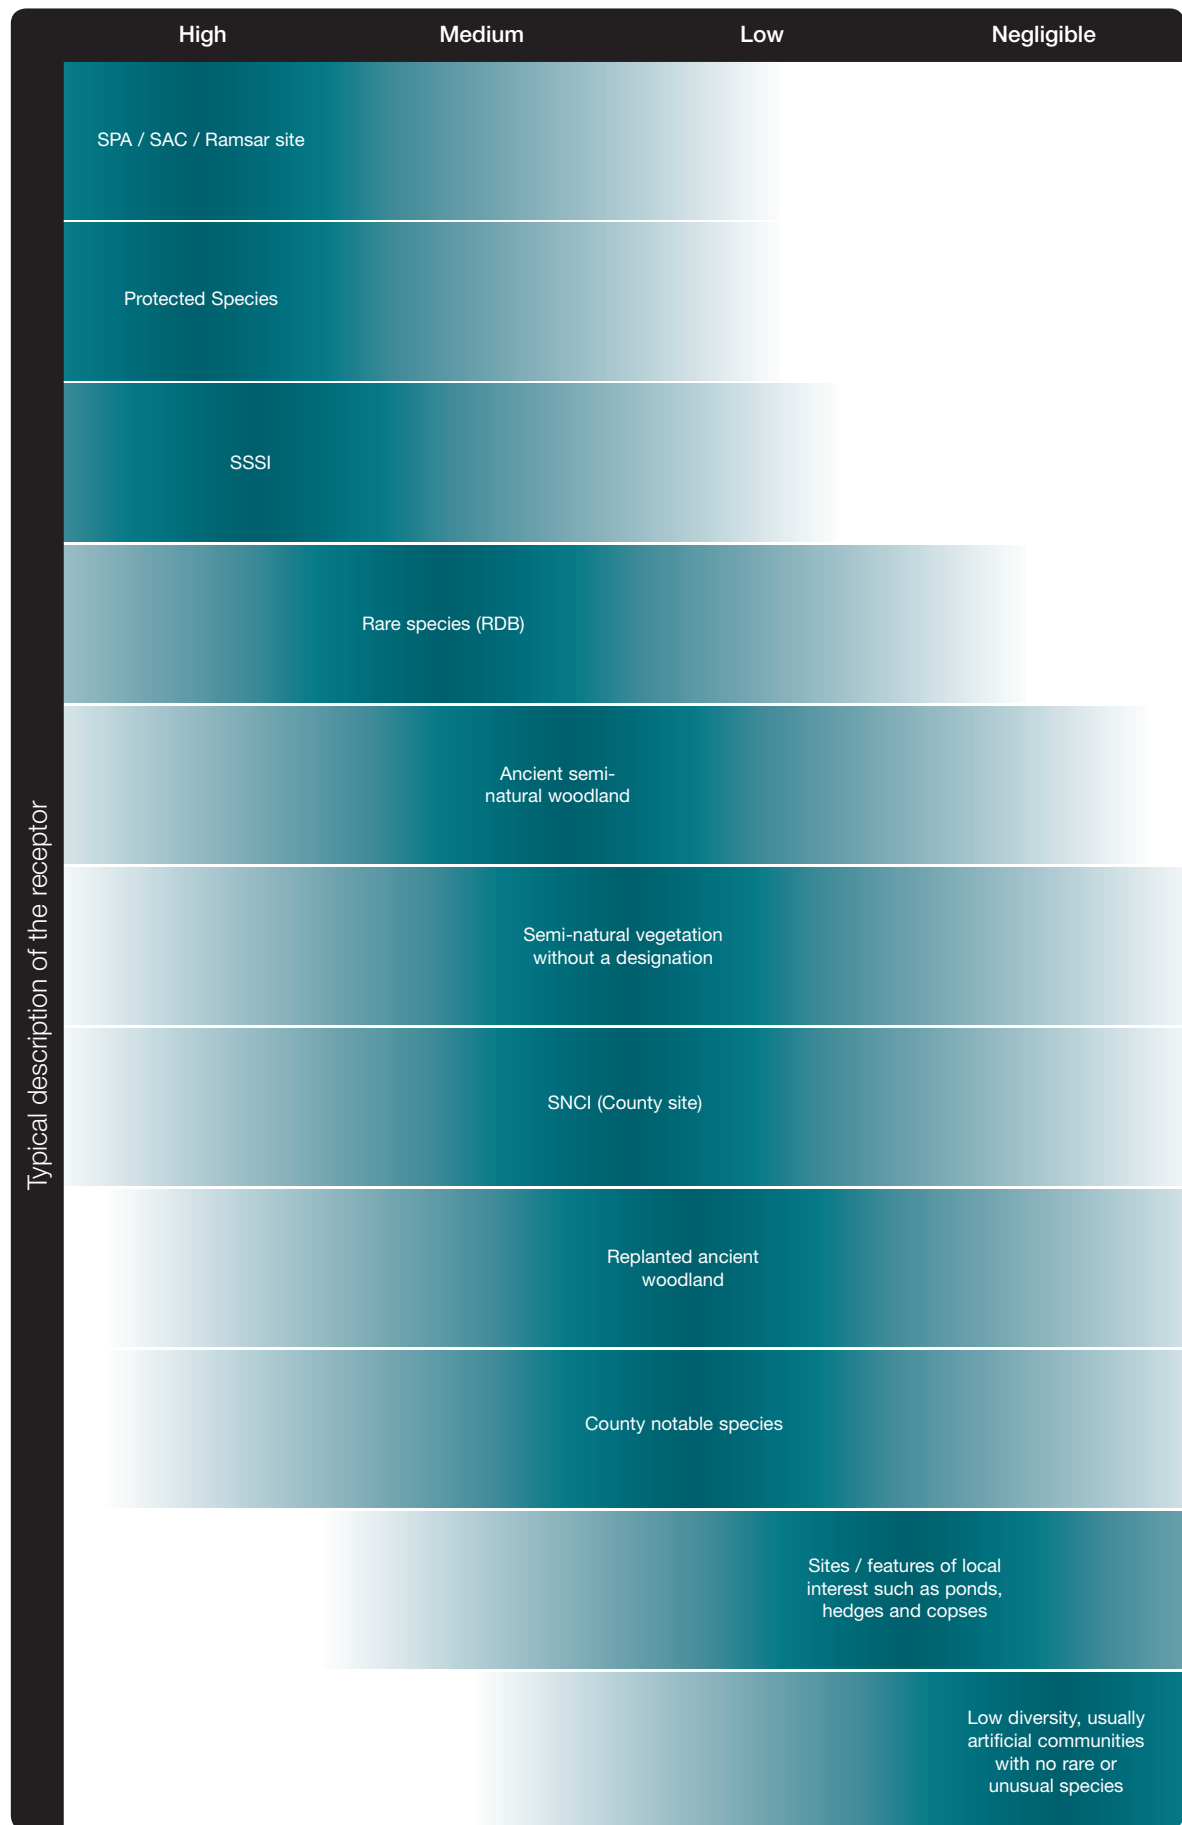 High Medium Low Negligible
Typical description of the receptor
SPA / SAC / Ramsar site
Protected Species
SSSI
Rare species (RDB)
Ancient semi-
natural woodland
Semi-natural vegetation
without a designation
SNCI (County site)
Replanted ancient
woodland
County notable species
Sites / features of local
interest such as ponds,
hedges and copses
Low diversity, usually
artificial communities
with no rare or
unusual species